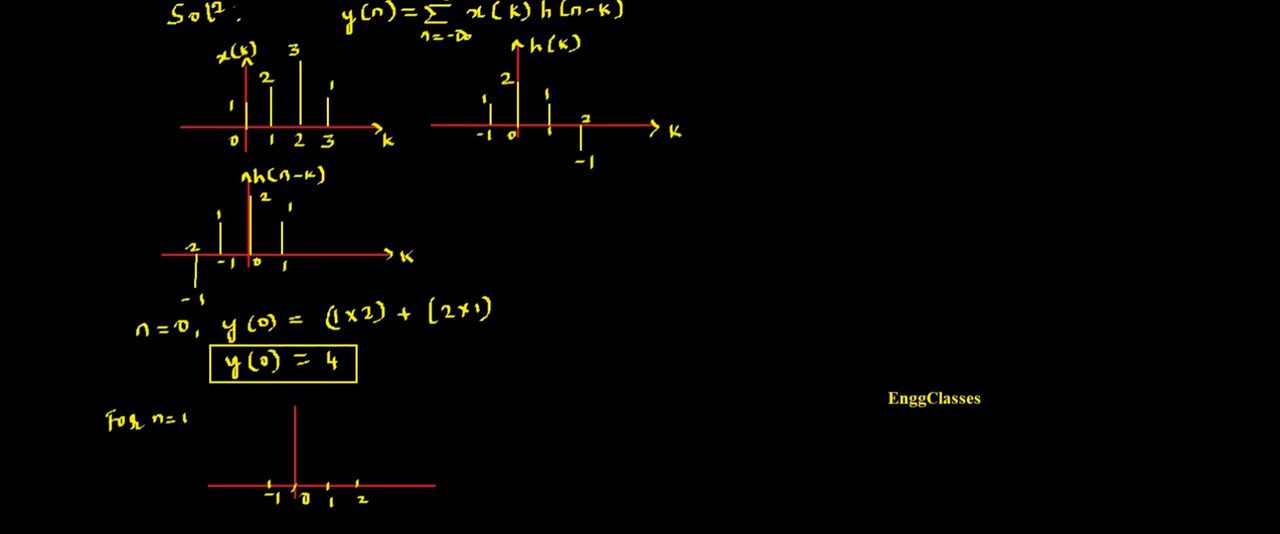 Soln: y(n) = Σ x(k) h(n-k)
n=-∞
x(k) 3 h(k)
2 2
1 1 1 1
2
0 1 2 3 k -1 0 1 k
-1
h(n-k)
2
1 1
-2
-1 0 1 k
-1
n=0, y(0) = (1×2) + (2×1)
y(0) = 4
EnggClasses
For n=1
-1 0 1 2